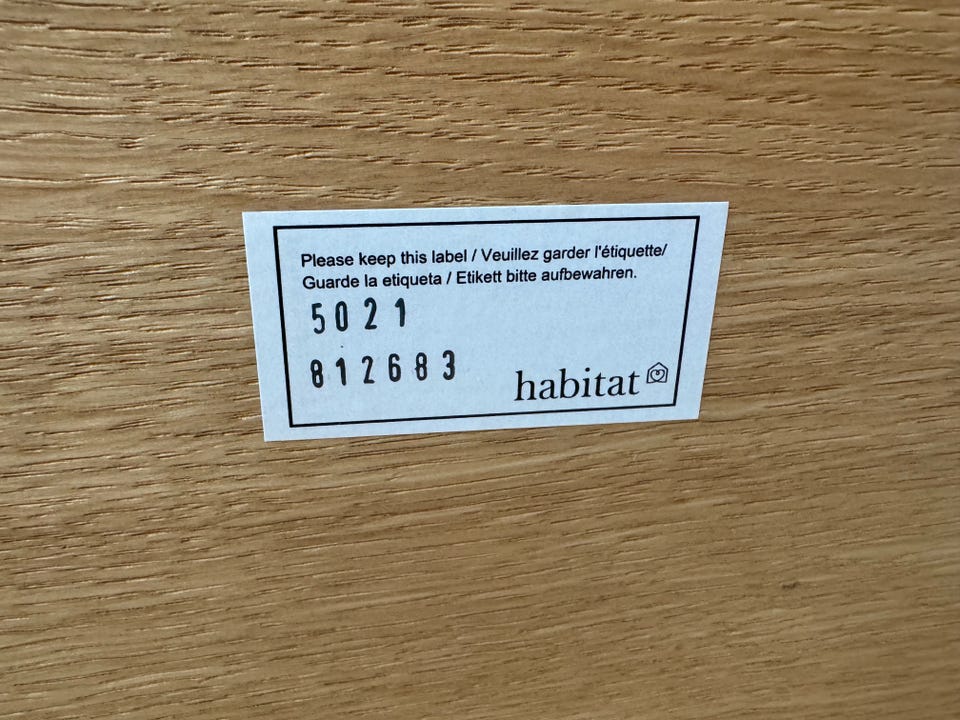 Please keep this label / Veuillez garder l'étiquette/
Guarde la etiqueta / Etikett bitte aufbewahren.
5021
812683
habitat